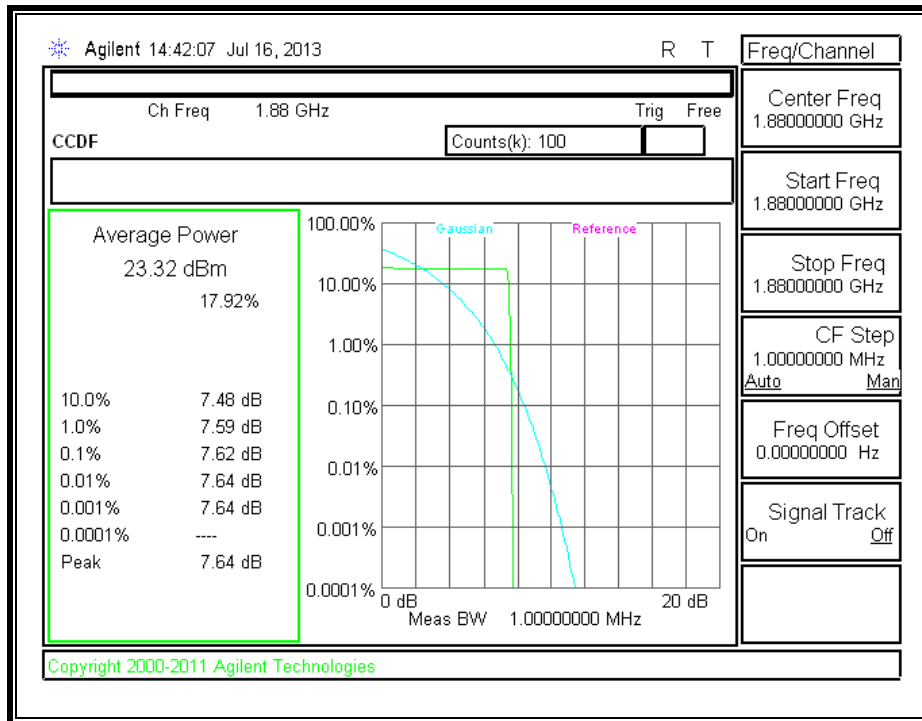 Agilent 14:42:07 Jul 16, 2013 R T
Ch Freq 1.88 GHz Trig Free
CCDF Counts(k): 100
Average Power
23.32 dBm
17.92%
10.0% 7.48 dB
1.0% 7.59 dB
0.1% 7.62 dB
0.01% 7.64 dB
0.001% 7.64 dB
0.0001% ----
Peak 7.64 dB
Gaussian Reference
100.00%
10.00%
1.00%
0.10%
0.01%
0.001%
0.0001%
0 dB 20 dB
Meas BW 1.00000000 MHz
Freq/Channel
Center Freq
1.88000000 GHz
Start Freq
1.88000000 GHz
Stop Freq
1.88000000 GHz
CF Step
1.00000000 MHz
Auto Man
Freq Offset
0.00000000 Hz
Signal Track
On Off
Copyright 2000-2011 Agilent Technologies